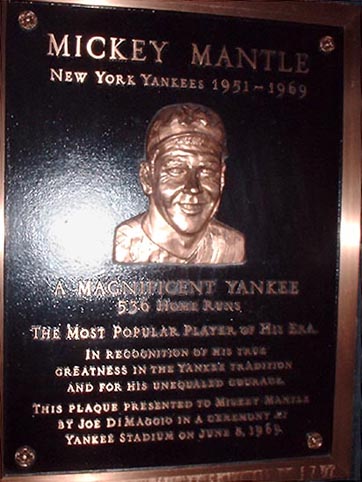 MICKEY MANTLE
NEW YORK YANKEES 1951-1969
A MAGNIFICENT YANKEE
536 HOME RUNS
THE MOST POPULAR PLAYER OF HIS ERA.
IN RECOGNITION OF HIS TRUE
GREATNESS IN THE YANKEE TRADITION
AND FOR HIS UNEQUALED COURAGE.
THIS PLAQUE PRESENTED TO MICKEY MANTLE
BY JOE DIMAGGIO IN A CEREMONY AT
YANKEE STADIUM ON JUNE 8, 1969.